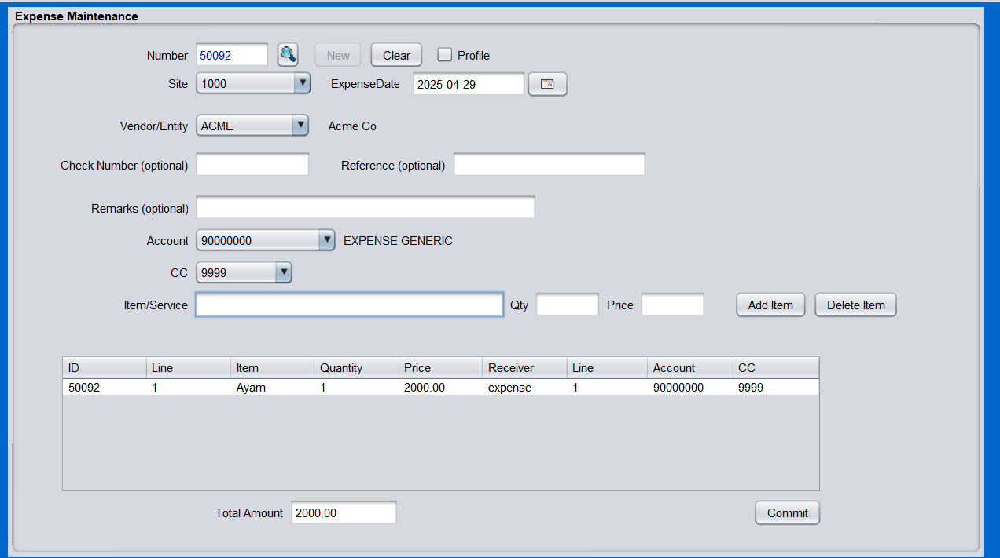 Expense Maintenance
Number 50092 New Clear Profile
Site 1000 ExpenseDate 2025-04-29
Vendor/Entity ACME Acme Co
Check Number (optional) Reference (optional)
Remarks (optional)
Account 90000000 EXPENSE GENERIC
CC 9999
Item/Service Qty Price Add Item Delete Item
ID Line Item Quantity Price Receiver Line Account CC
50092 1 Ayam 1 2000.00 expense 1 90000000 9999
Total Amount 2000.00 Commit